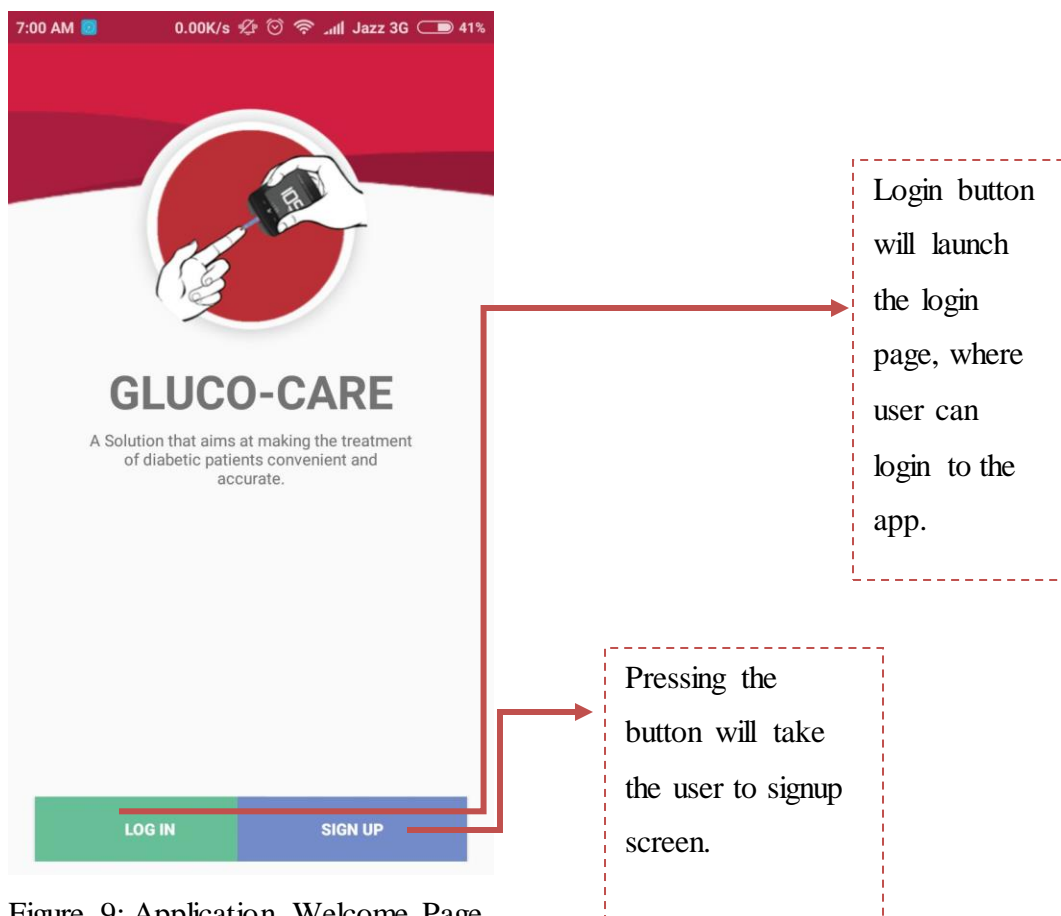 7:00 AM 0.00K/s Jazz 3G 41%
105
GLUCO-CARE
A Solution that aims at making the treatment
of diabetic patients convenient and
accurate.
LOG IN SIGN UP
Login button
will launch
the login
page, where
user can
login to the
app.
Pressing the
button will take
the user to signup
screen.
Figure 9: Application Welcome Page